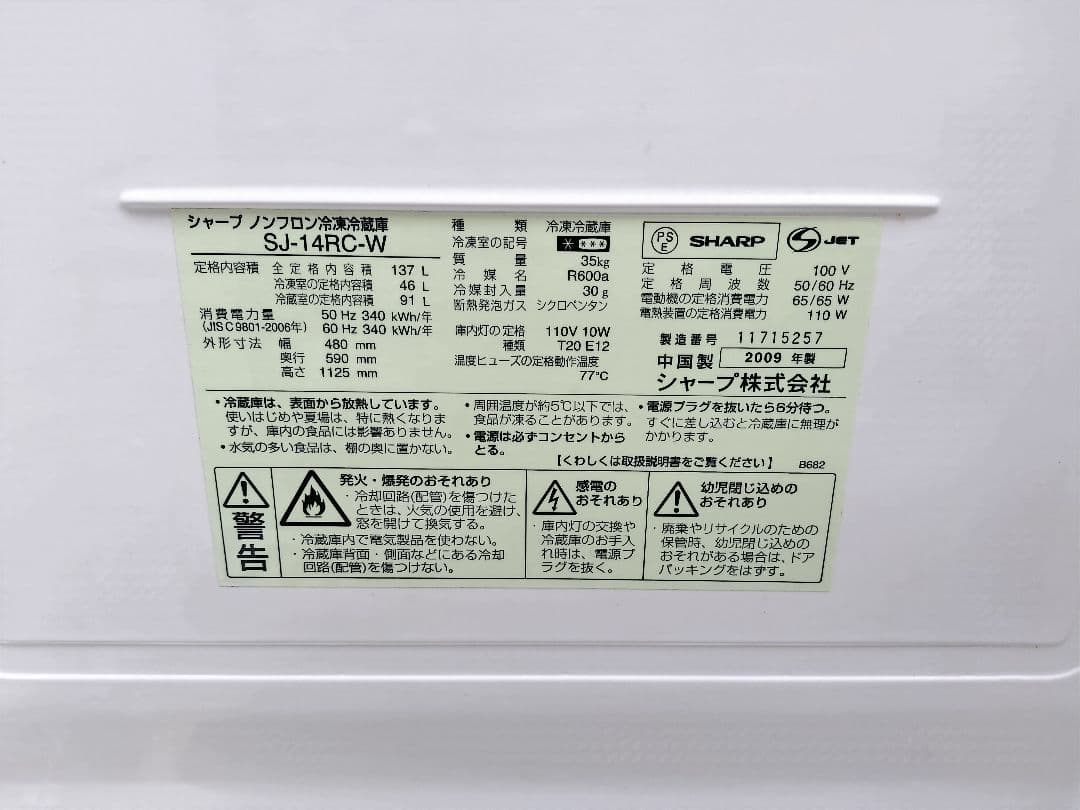 シャープ ノンフロン冷凍冷蔵庫
SJ-14RC-W
定格内容積 全定格内容積 137 L
冷凍室の定格内容積 46 L
冷蔵室の定格内容積 91 L
消費電力量 50 Hz 340 kWh/年
(JIS C 9801-2006年) 60 Hz 340 kWh/年
外形寸法 幅 480 mm
奥行 590 mm
高さ 1125 mm
種類 冷凍冷蔵庫
冷凍室の記号 ＊＊＊＊
質量 35kg
冷媒名 R600a
冷媒封入量 30g
断熱発泡ガス シクロペンタン
庫内灯の定格 110V 10W
種類 T20 E12
温度ヒューズの定格動作温度
77℃
PSE SHARP S JET
定格電圧 100 V
定格周波数 50/60 Hz
電動機の定格消費電力 65/65 W
電熱装置の定格消費電力 110 W
製造番号 11715257
中国製 2009 年製
シャープ株式会社
・冷蔵庫は、表面から放熱しています。
使いはじめや夏場は、特に熱くなりま
すが、庫内の食品には影響ありません。
・水気の多い食品は、棚の奥に置かない。
・周囲温度が約5℃以下では、
食品が凍ることがあります。
・電源は必ずコンセントから
とる。
・電源プラグを抜いたら6分待つ。
すぐに差し込むと冷蔵庫に無理が
かかります。
【くわしくは取扱説明書をご覧ください】 B682
警告
発火・爆発のおそれあり
・冷却回路(配管)を傷つけた
ときは、火気の使用を避け、
窓を開けて換気する。
・冷蔵庫内で電気製品を使わない。
・冷蔵庫背面・側面などにある冷却
回路(配管)を傷つけない。
感電の
おそれあり
・庫内灯の交換や
冷蔵庫のお手入
れ時は、電源プ
ラグを抜く。
幼児閉じ込めの
おそれあり
・廃棄やリサイクルのための
保管時、幼児閉じ込めの
おそれがある場合は、ドア
パッキングをはずす。